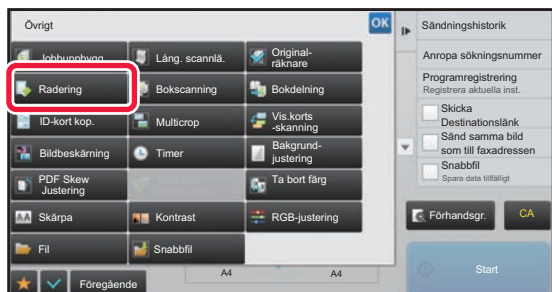 Övrigt
OK
Jobbuppbygg
Lång. scannlä.
Original-
räknare
Radering
Bokscanning
Bokdelning
ID-kort kop.
Multicrop
Vis.korts
-skanning
Bildbeskärning
Timer
Bakgrund-
justering
PDF Skew
Justering
Ta bort färg
Skärpa
Kontrast
RGB-justering
Fil
Snabbfil
Föregående
A4
A4
Sändningshistorik
Anropa sökningsnummer
Programregistrering
Registrera aktuella inst.
Skicka
Destinationslänk
Sänd samma bild
som till faxadressen
Snabbfil
Spara data tillfälligt
Förhandsgr.
CA
Start